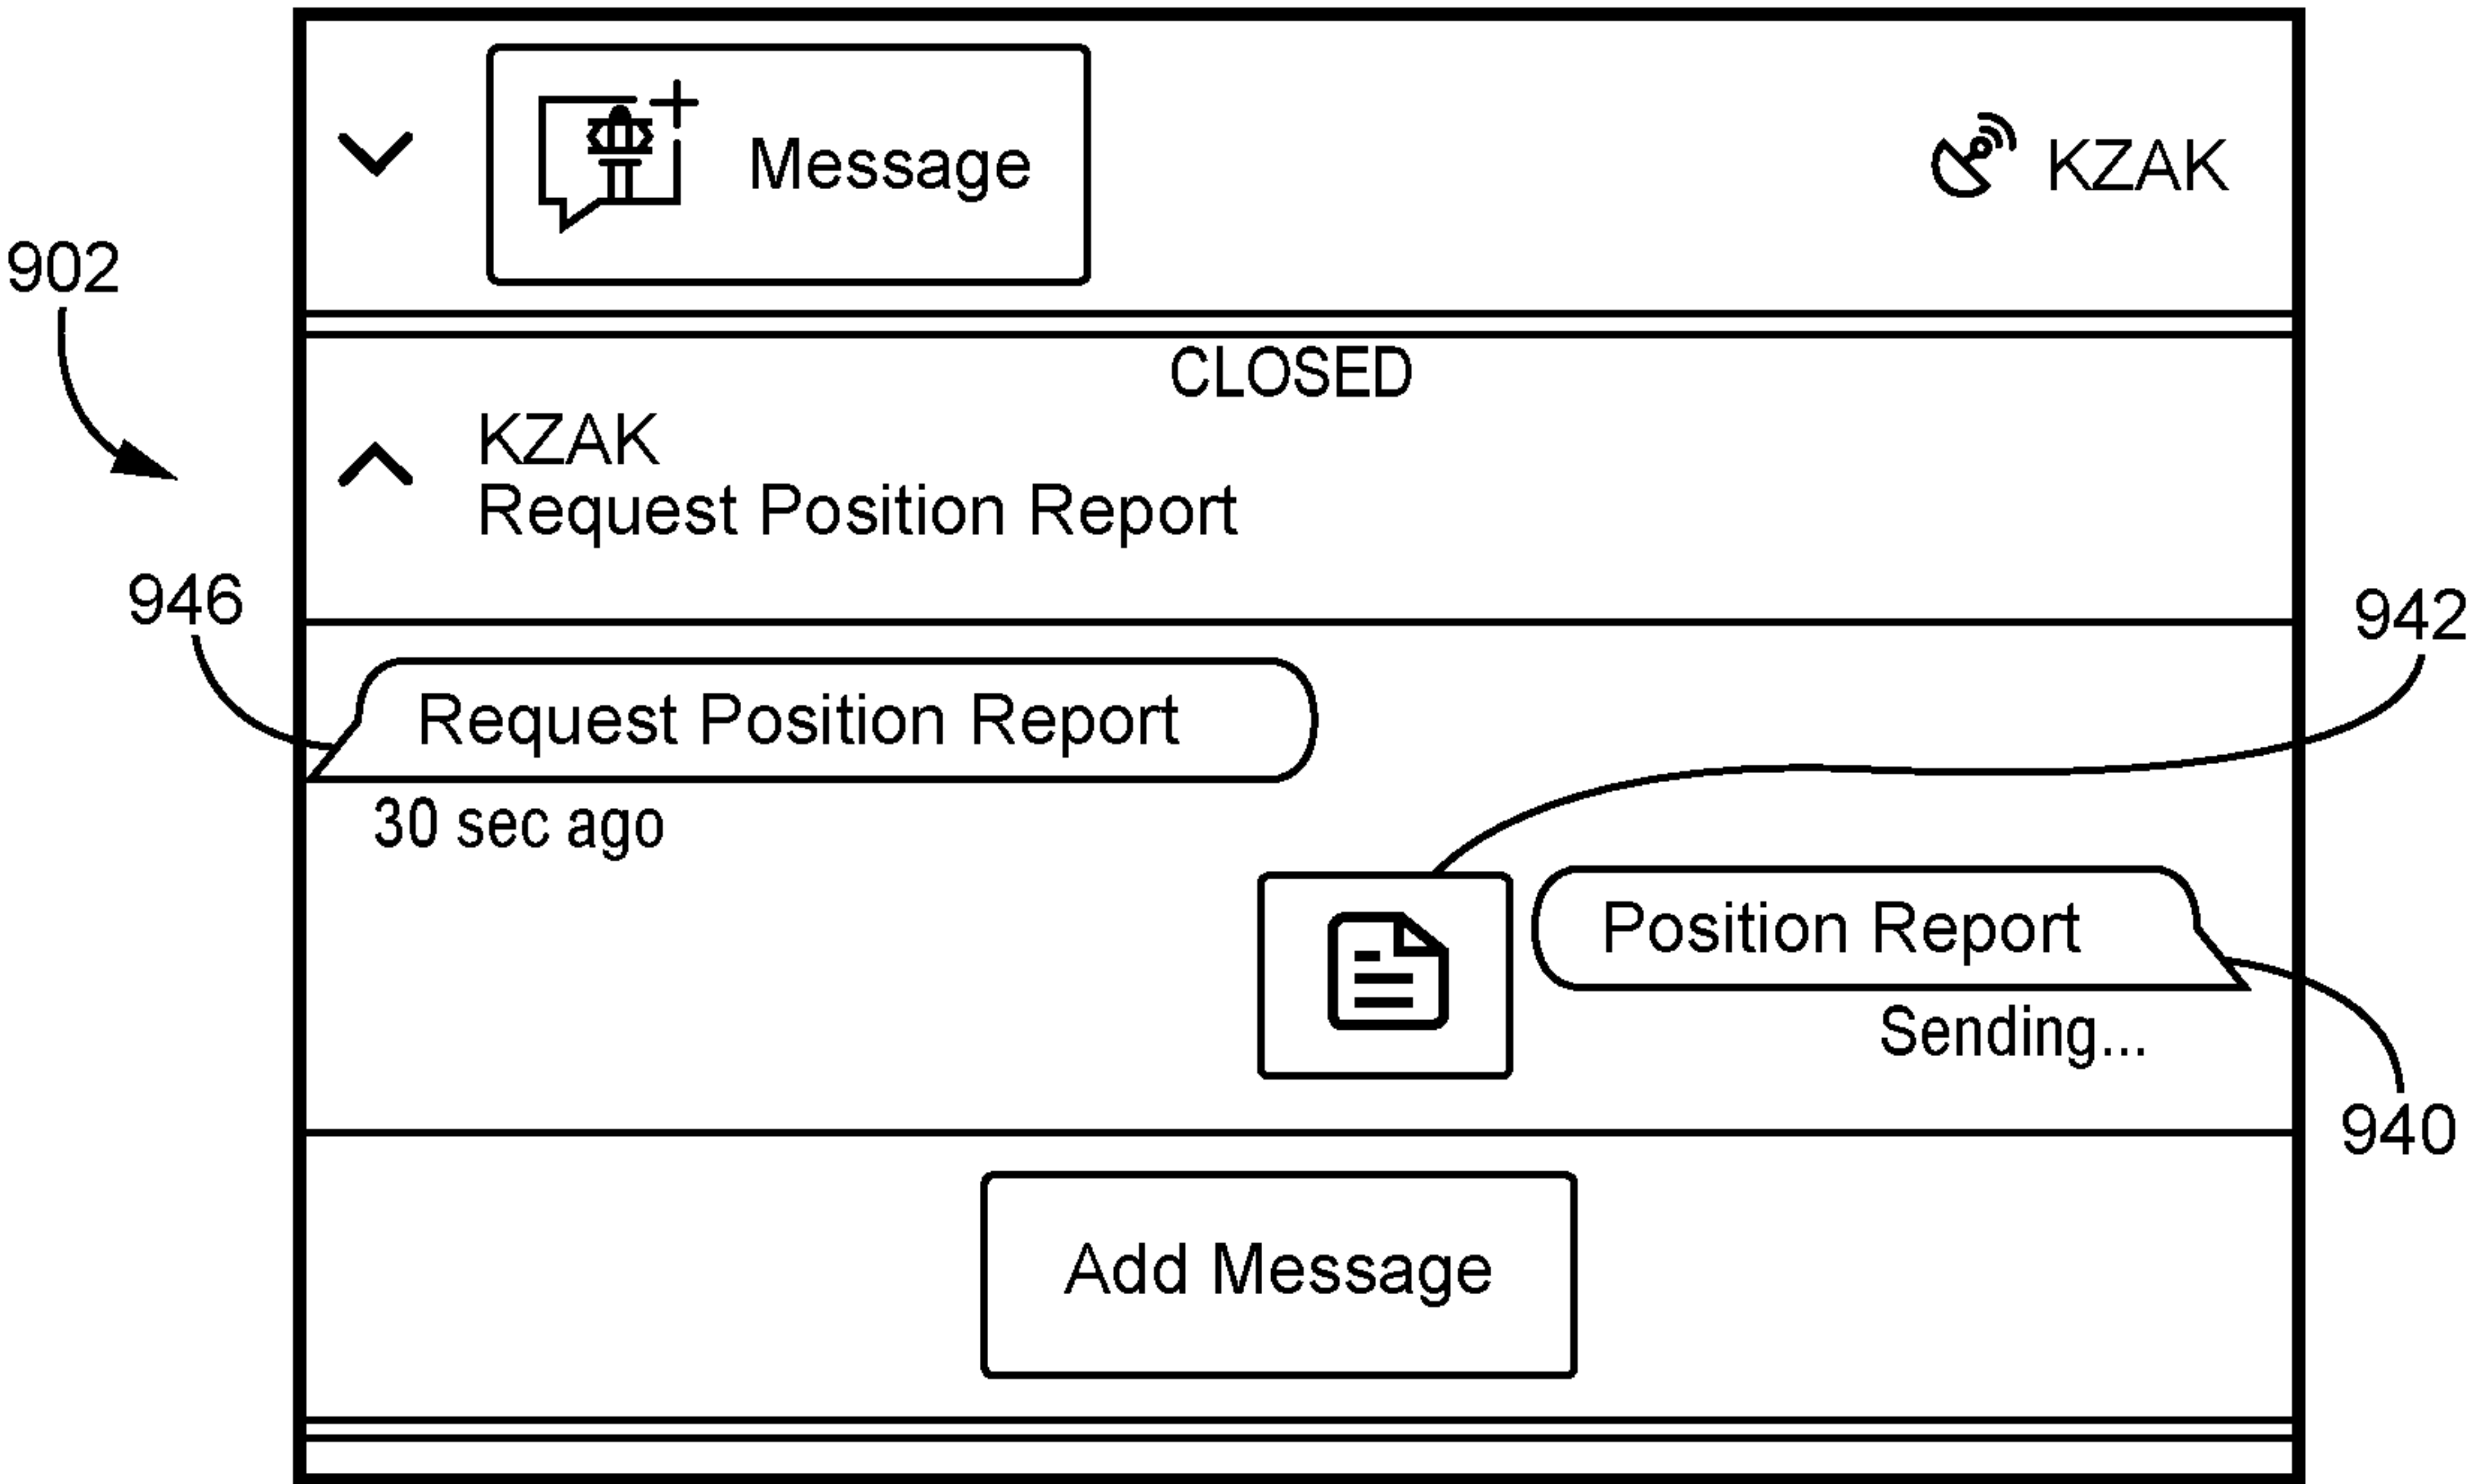 Message
KZAK
902
CLOSED
KZAK
Request Position Report
946
942
Request Position Report
30 sec ago
Position Report
Sending...
940
Add Message